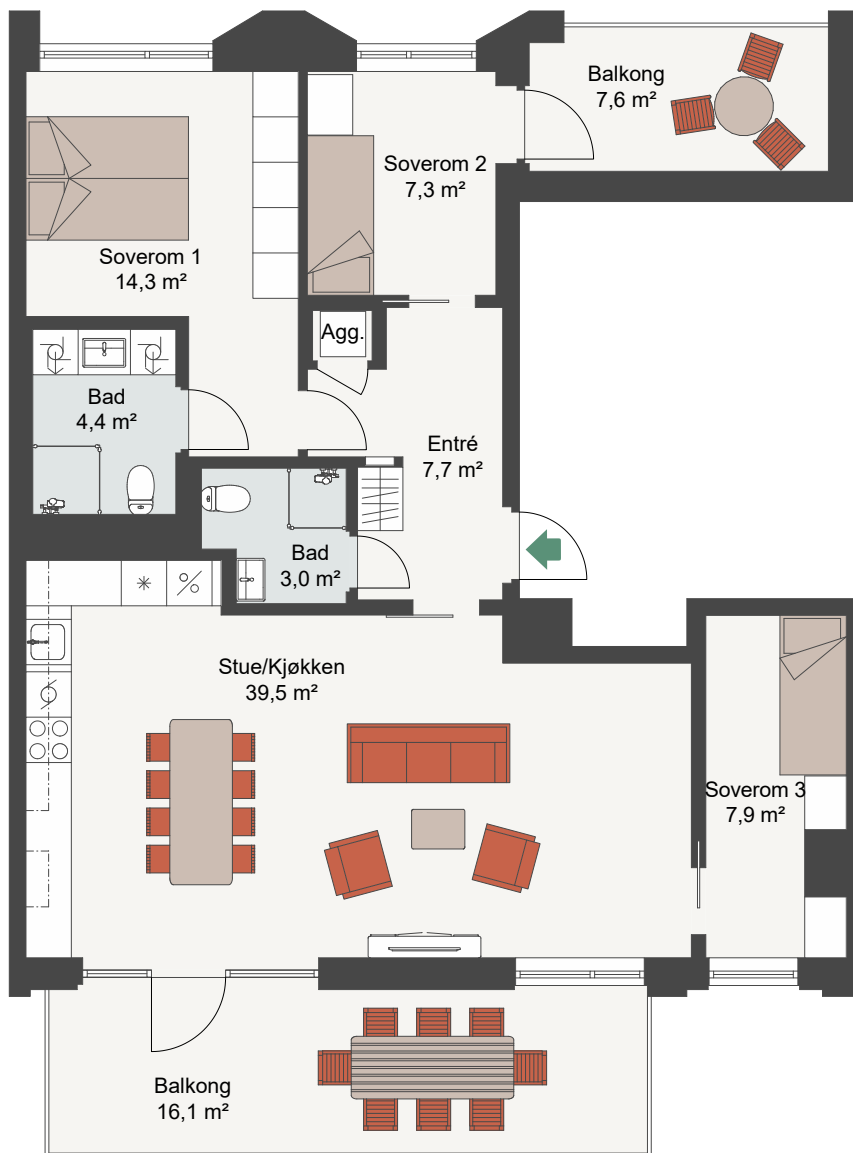 Balkong
7,6 m²
Soverom 2
7,3 m²
Soverom 1
14,3 m²
Agg.
Bad
4,4 m²
Entré
7,7 m²
Bad
3,0 m²
Stue/Kjøkken
39,5 m²
Soverom 3
7,9 m²
Balkong
16,1 m²